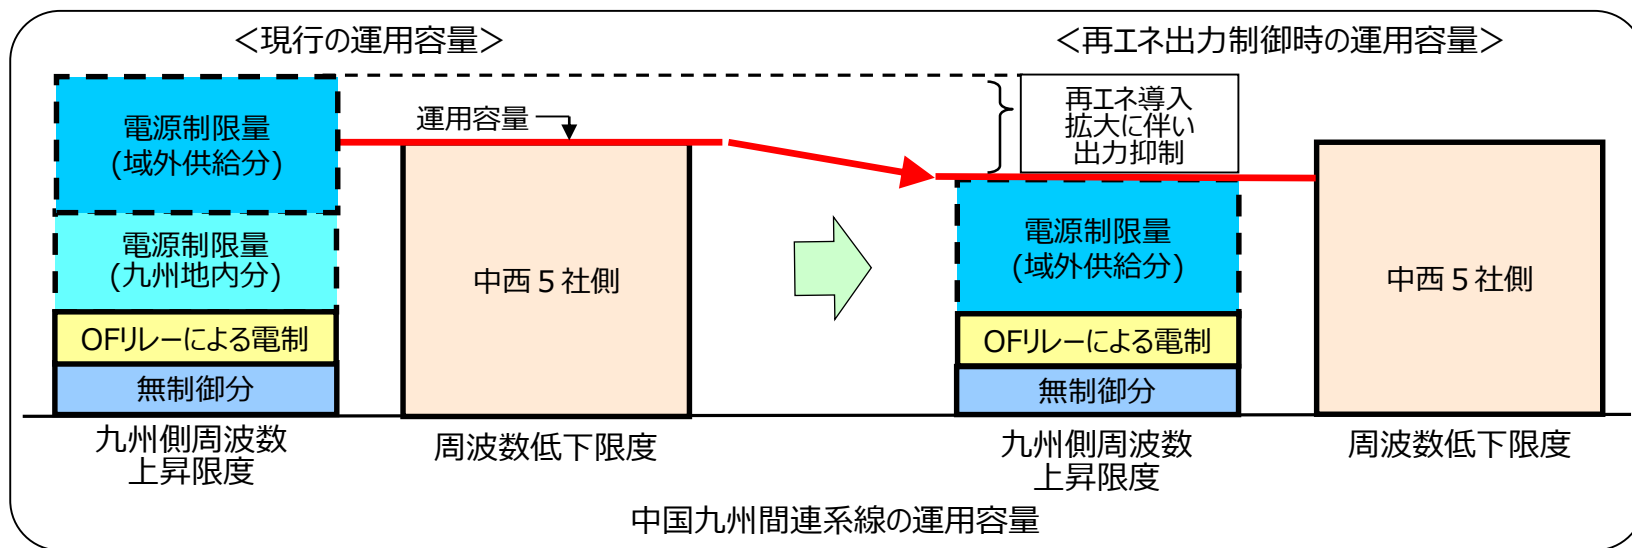 ＜現行の運用容量＞
電源制限量
(域外供給分)
電源制限量
(九州地内分)
OFリレーによる電制
無制御分
九州側周波数
上昇限度
運用容量
中西５社側
周波数低下限度
＜再エネ出力制御時の運用容量＞
再エネ導入
拡大に伴い
出力抑制
電源制限量
(域外供給分)
OFリレーによる電制
無制御分
九州側周波数
上昇限度
中西５社側
周波数低下限度
中国九州間連系線の運用容量